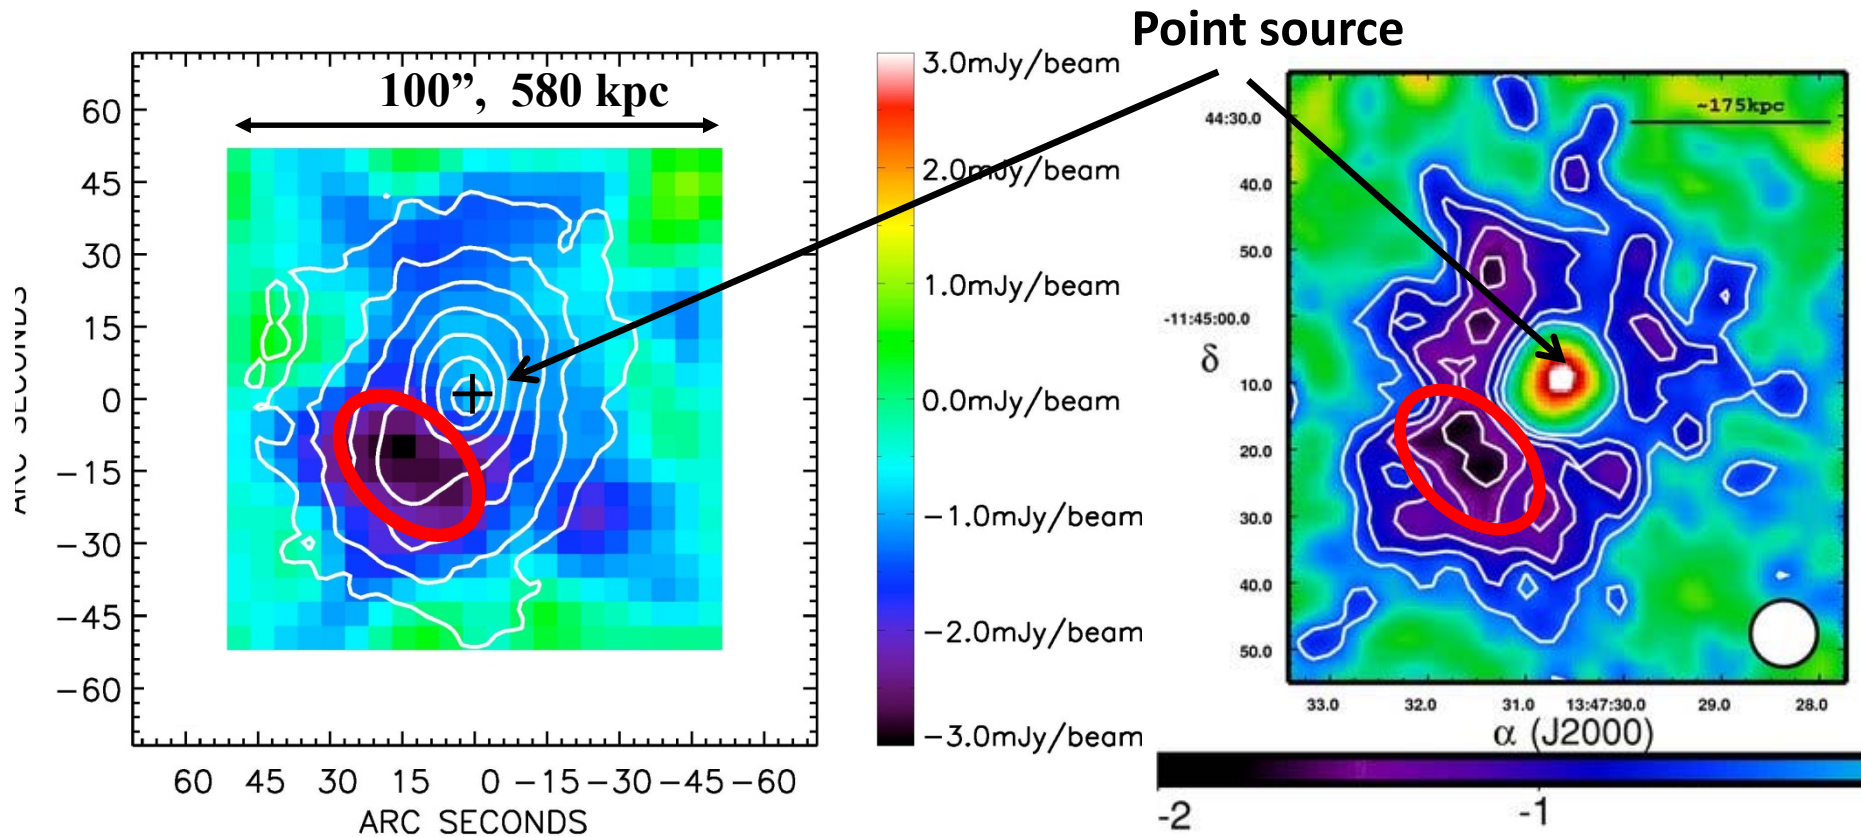 Point source
100”, 580 kpc
60
45
30
15
0
−15
−30
−45
−60
ARC SECONDS
60 45 30 15 0 −15 −30 −45 −60
ARC SECONDS
3.0mJy/beam
2.0mJy/beam
1.0mJy/beam
0.0mJy/beam
−1.0mJy/beam
−2.0mJy/beam
−3.0mJy/beam
~175kpc
44:30.0
40.0
50.0
-11:45:00.0
δ
10.0
20.0
30.0
40.0
50.0
33.0 32.0 31.0 13:47:30.0 29.0 28.0
α (J2000)
-2 -1